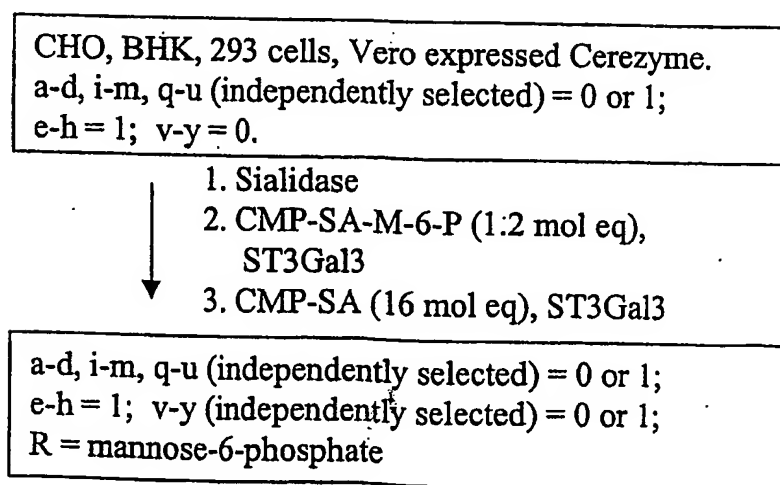 CHO, BHK, 293 cells, Vero expressed Cerezyme.
a-d, i-m, q-u (independently selected) = 0 or 1;
e-h = 1; v-y = 0.
1. Sialidase
2. CMP-SA-M-6-P (1:2 mol eq),
ST3Gal3
3. CMP-SA (16 mol eq), ST3Gal3
a-d, i-m, q-u (independently selected) = 0 or 1;
e-h = 1; v-y (independently selected) = 0 or 1;
R = mannose-6-phosphate